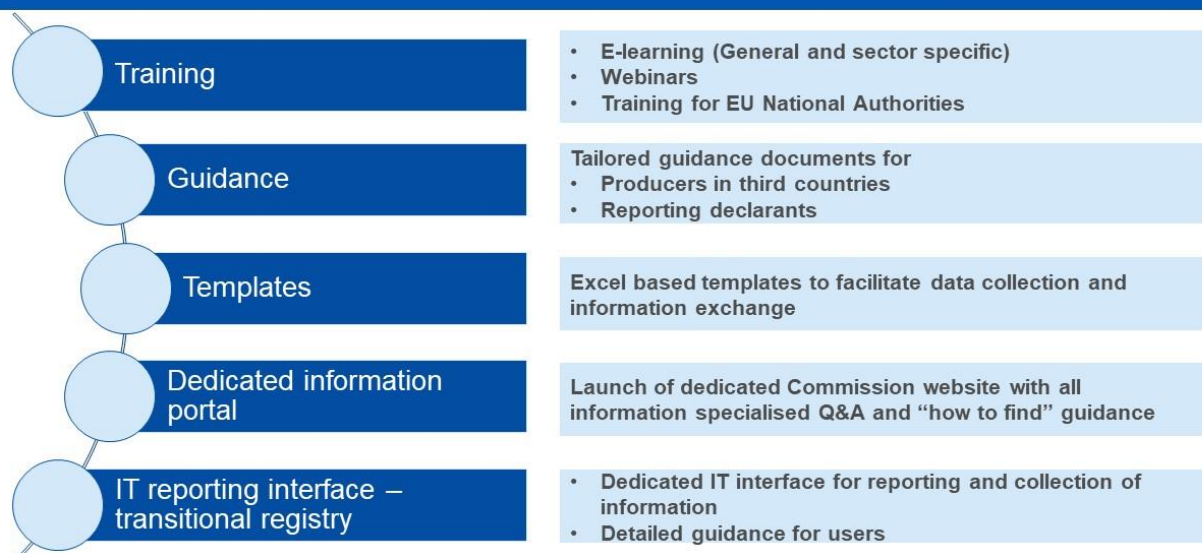 Training
• E-learning (General and sector specific)
• Webinars
• Training for EU National Authorities
Guidance
Tailored guidance documents for
• Producers in third countries
• Reporting declarants
Templates
Excel based templates to facilitate data collection and
information exchange
Dedicated information
portal
Launch of dedicated Commission website with all
information specialised Q&A and “how to find” guidance
IT reporting interface –
transitional registry
• Dedicated IT interface for reporting and collection of
information
• Detailed guidance for users